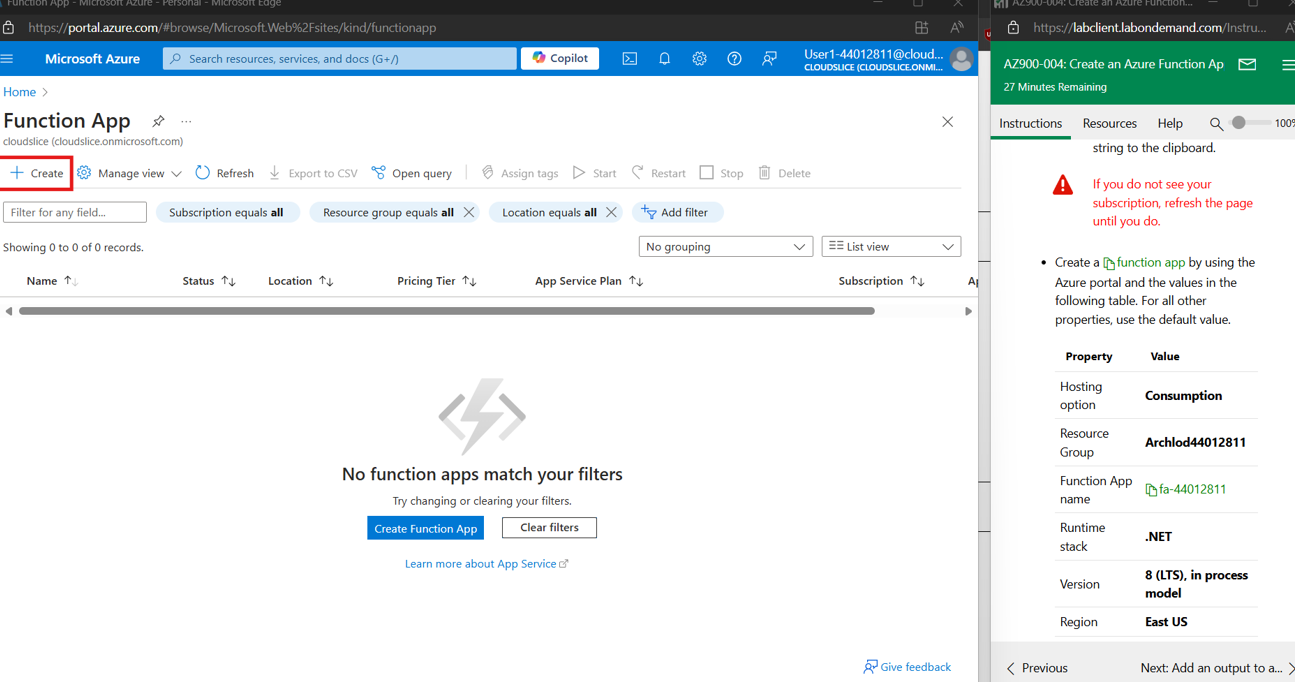 Function App - Microsoft Azure - Personal - Microsoft Edge
https://portal.azure.com/#browse/Microsoft.Web%2Fsites/kind/functionapp
Microsoft Azure
Search resources, services, and docs (G+/)
Copilot
User1-44012811@cloud...
CLOUDSLICE (CLOUDSLICE.ONMI...
Home
Function App
...
cloudslice (cloudslice.onmicrosoft.com)
Create
Manage view
Refresh
Export to CSV
Open query
Assign tags
Start
Restart
Stop
Delete
Filter for any field...
Subscription equals all
Resource group equals all
Location equals all
Add filter
Showing 0 to 0 of 0 records.
No grouping
List view
Name
Status
Location
Pricing Tier
App Service Plan
Subscription
No function apps match your filters
Try changing or clearing your filters.
Create Function App
Clear filters
Learn more about App Service
Give feedback
AZ900-004: Create an Azure Function...
https://labclient.labondemand.com/Instru...
AZ900-004: Create an Azure Function Ap
27 Minutes Remaining
Instructions
Resources
Help
100%
string to the clipboard.
If you do not see your
subscription, refresh the page
until you do.
• Create a function app by using the
Azure portal and the values in the
following table. For all other
properties, use the default value.
Property Value
Hosting
option
Consumption
Resource
Group
Archlod44012811
Function App
name
fa-44012811
Runtime
stack
.NET
Version
8 (LTS), in process
model
Region East US
Previous
Next: Add an output to a...